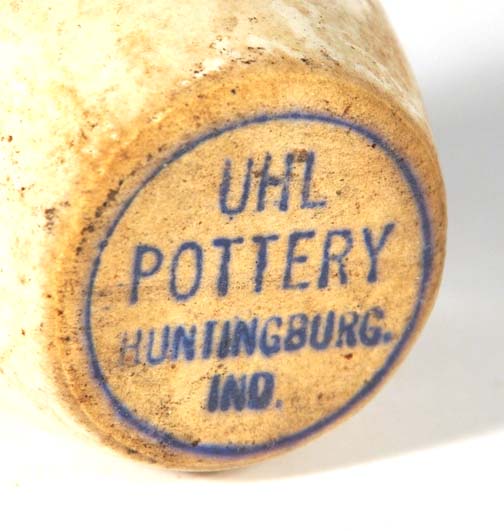 UHL
POTTERY
HUNTINGBURG.
IND.